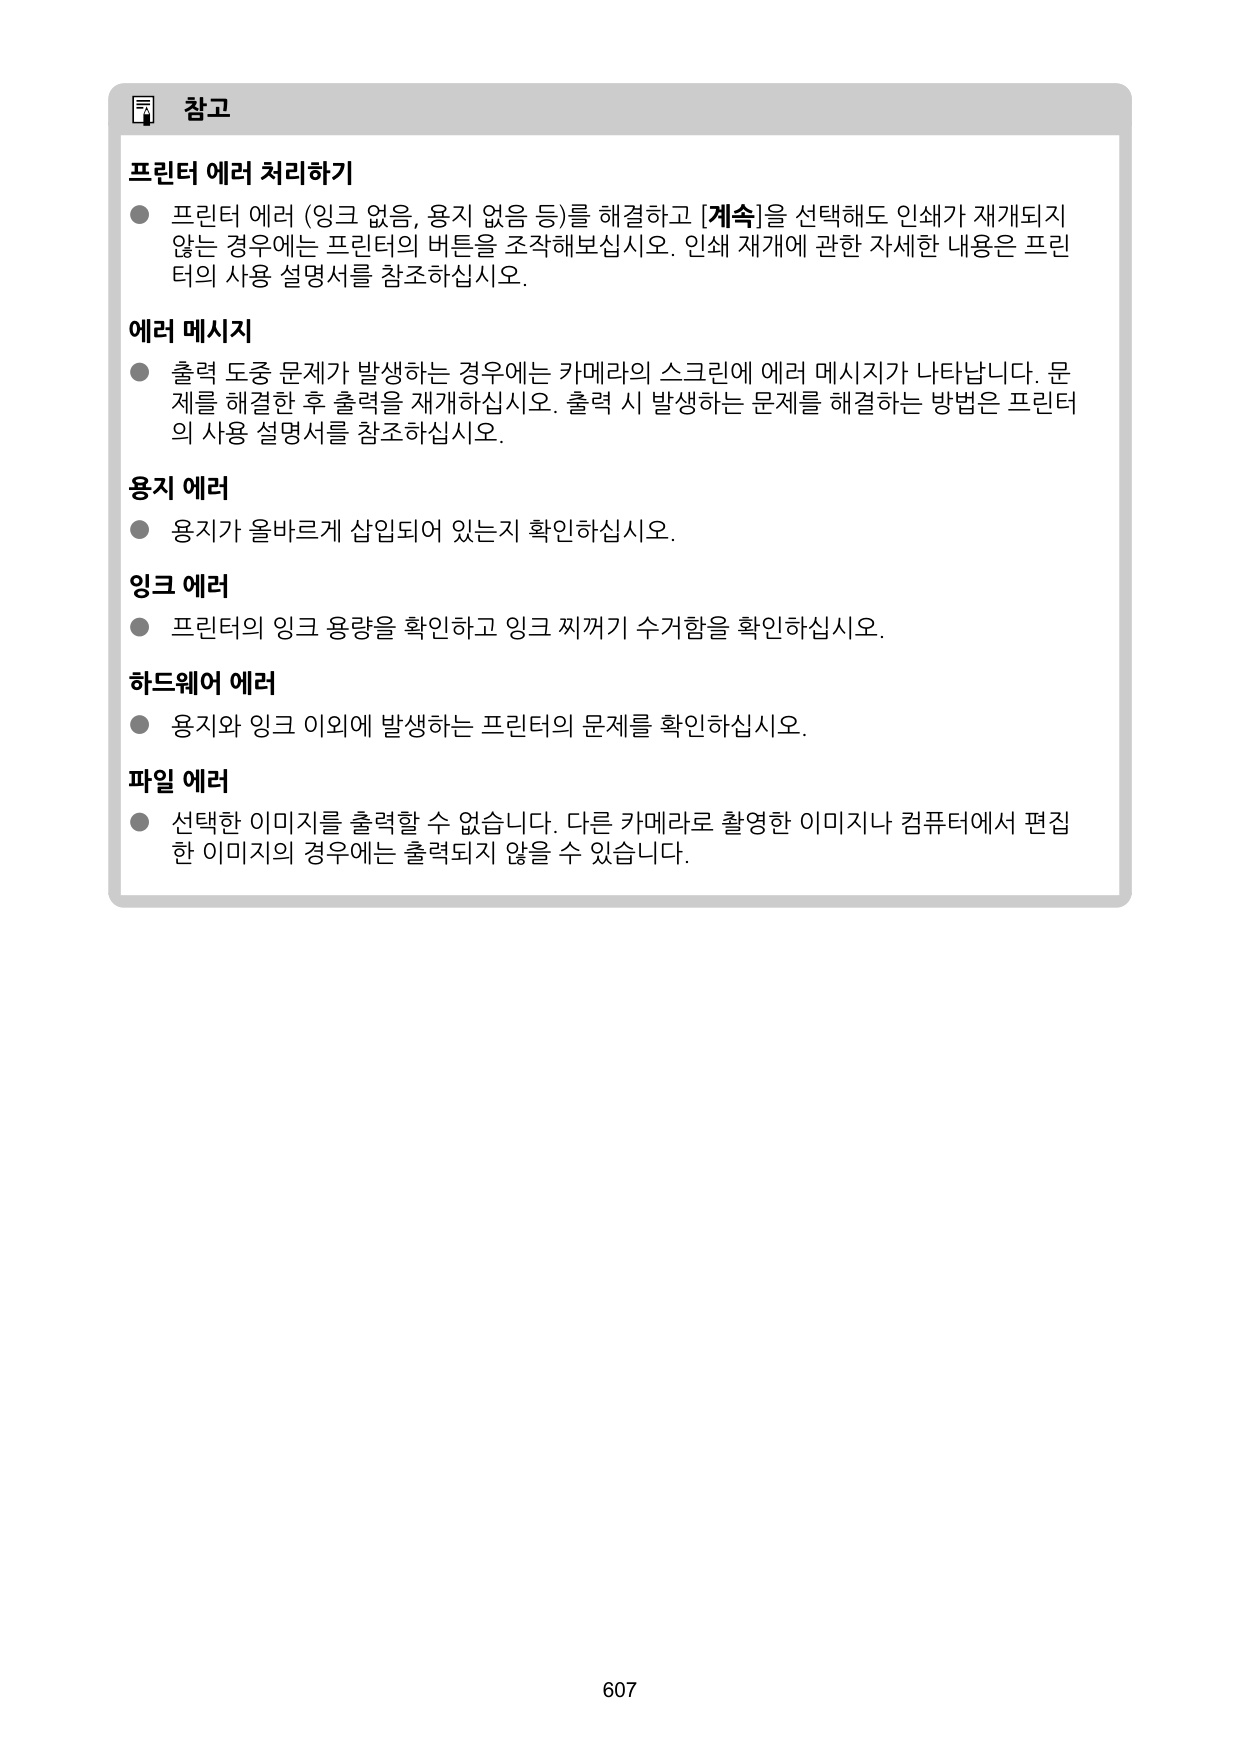 참고
프린터 에러 처리하기
● 프린터 에러 (잉크 없음, 용지 없음 등)를 해결하고 [계속]을 선택해도 인쇄가 재개되지
않는 경우에는 프린터의 버튼을 조작해보십시오. 인쇄 재개에 관한 자세한 내용은 프린
터의 사용 설명서를 참조하십시오.
에러 메시지
● 출력 도중 문제가 발생하는 경우에는 카메라의 스크린에 에러 메시지가 나타납니다. 문
제를 해결한 후 출력을 재개하십시오. 출력 시 발생하는 문제를 해결하는 방법은 프린터
의 사용 설명서를 참조하십시오.
용지 에러
● 용지가 올바르게 삽입되어 있는지 확인하십시오.
잉크 에러
● 프린터의 잉크 용량을 확인하고 잉크 찌꺼기 수거함을 확인하십시오.
하드웨어 에러
● 용지와 잉크 이외에 발생하는 프린터의 문제를 확인하십시오.
파일 에러
● 선택한 이미지를 출력할 수 없습니다. 다른 카메라로 촬영한 이미지나 컴퓨터에서 편집
한 이미지의 경우에는 출력되지 않을 수 있습니다.
607